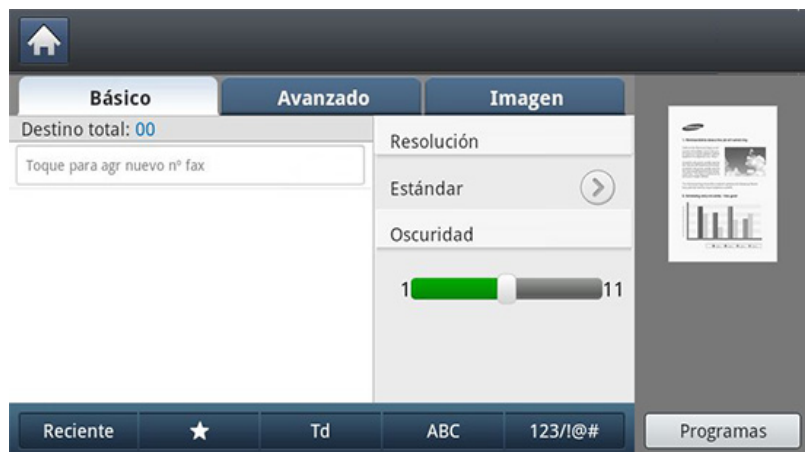 Básico
Avanzado
Imagen
Destino total: 00
Toque para agr nuevo nº fax
Resolución
Estándar
Oscuridad
1
11
Reciente
Td
ABC
123/!@#
Programas